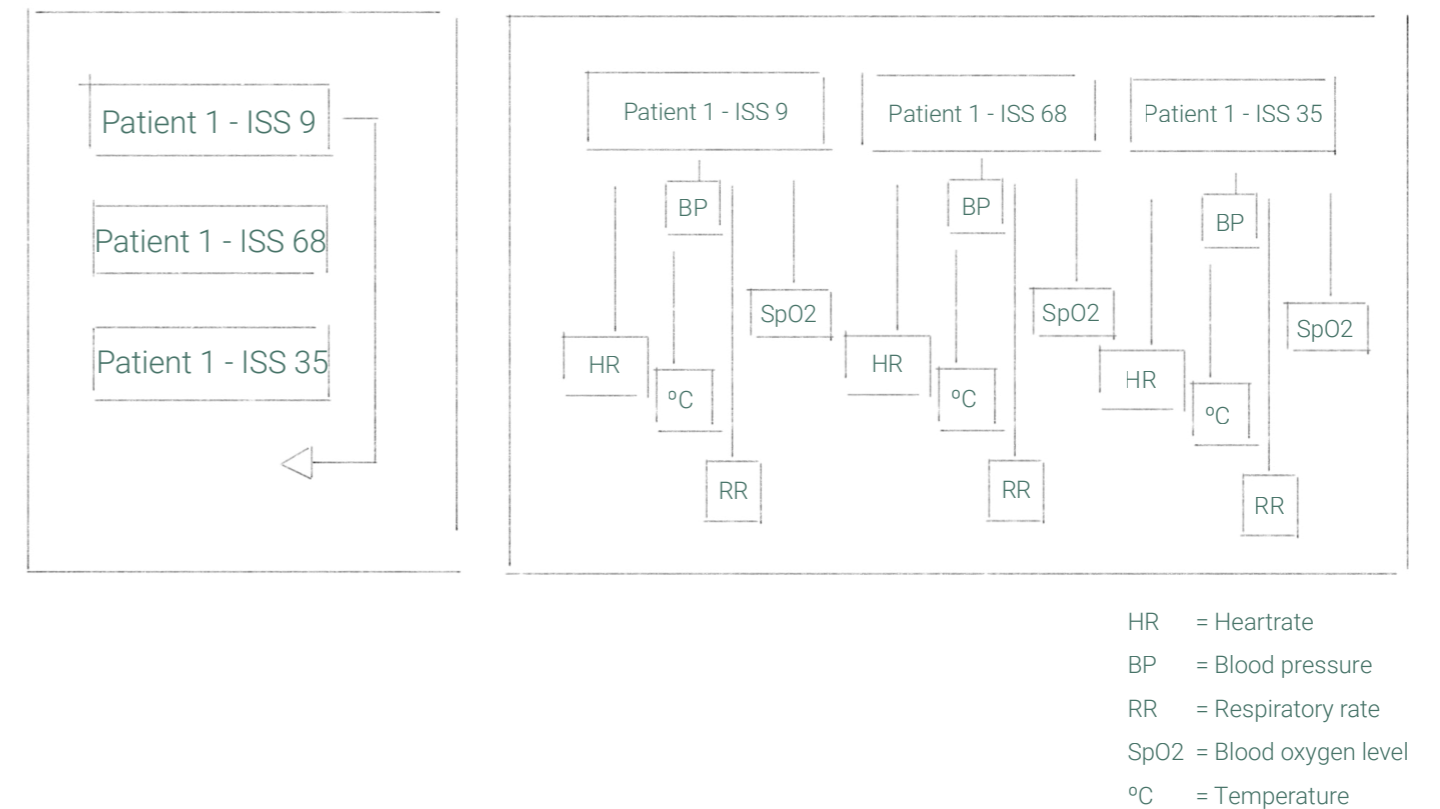 Patient 1 - ISS 9
Patient 1 - ISS 68
Patient 1 - ISS 35
Patient 1 - ISS 9
BP
SpO2
HR
ºC
RR
Patient 1 - ISS 68
BP
SpO2
HR
ºC
RR
Patient 1 - ISS 35
BP
SpO2
HR
ºC
RR
HR = Heartrate
BP = Blood pressure
RR = Respiratory rate
SpO2 = Blood oxygen level
ºC = Temperature